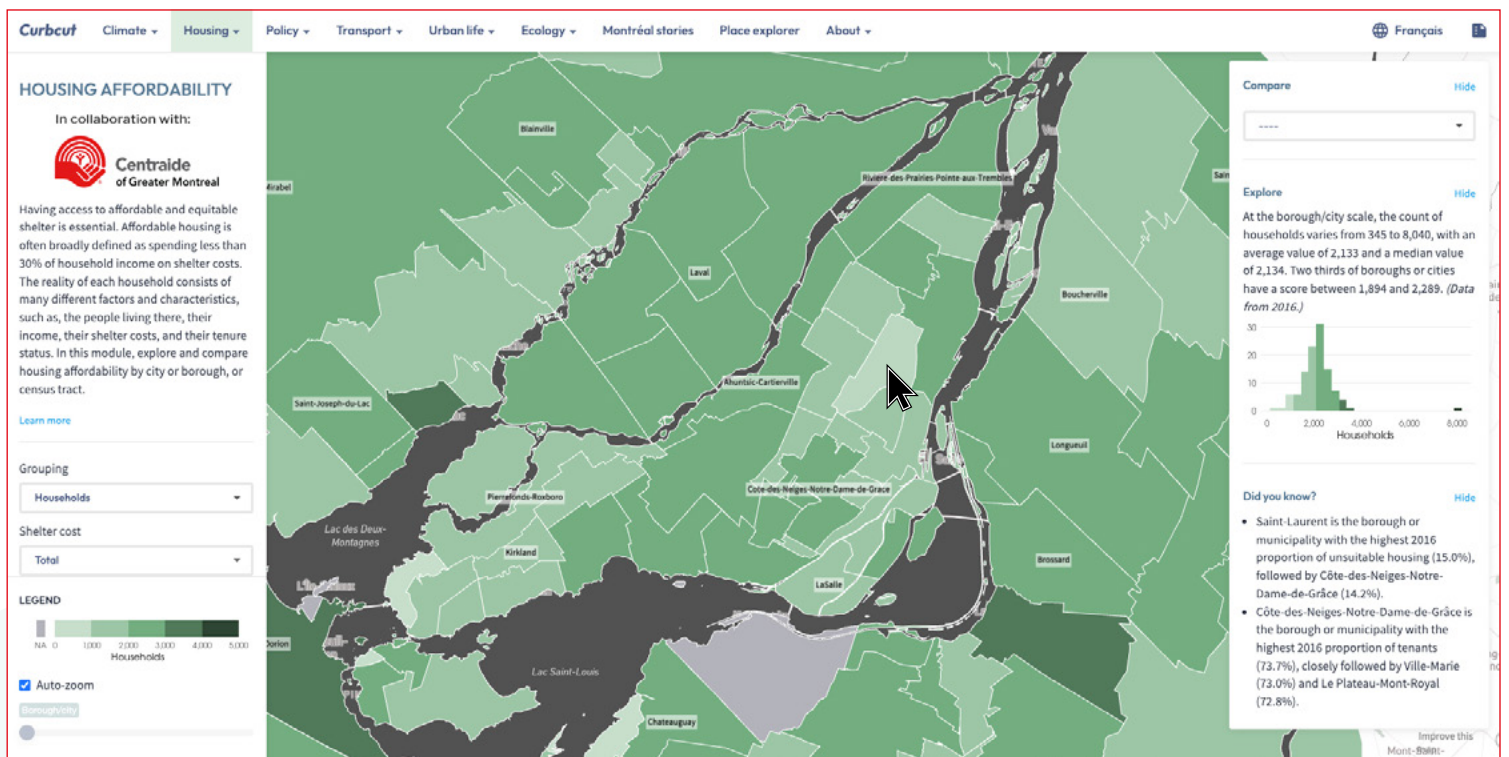 Curbcut Climate Housing Policy Transport Urban life Ecology Montréal stories Place explorer About Français
HOUSING AFFORDABILITY
In collaboration with:
Centraide
of Greater Montreal
Having access to affordable and equitable
shelter is essential. Affordable housing is
often broadly defined as spending less than
30% of household income on shelter costs.
The reality of each household consists of
many different factors and characteristics,
such as, the people living there, their
income, their shelter costs, and their tenure
status. In this module, explore and compare
housing affordability by city or borough, or
census tract.
Learn more
Grouping
Households
Shelter cost
Total
LEGEND
NA 0 1,000 2,000 3,000 4,000 5,000
Households
Auto-zoom
Borough/city
Blainville
Mirabel
Rivière-des-Prairies-Pointe-aux-Trembles
Laval
Boucherville
Saint-Joseph-du-Lac
Ahuntsic-Cartierville
Longueuil
Pierrefonds-Roxboro
Cote-des-Neiges-Notre-Dame-de-Grace
Lac des Deux-
Montagnes
Kirkland
Brossard
LaSalle
Dorion
Lac Saint-Louis
Chateauguay
Compare
Hide
----
Explore
Hide
At the borough/city scale, the count of
households varies from 345 to 8,040, with an
average value of 2,133 and a median value
of 2,134. Two thirds of boroughs or cities
have a score between 1,894 and 2,289. (Data
from 2016.)
30
20
10
0
0 2,000 4,000 6,000 8,000
Households
Did you know?
Hide
• Saint-Laurent is the borough or
municipality with the highest 2016
proportion of unsuitable housing (15.0%),
followed by Côte-des-Neiges-Notre-
Dame-de-Grâce (14.2%).
• Côte-des-Neiges-Notre-Dame-de-Grâce is
the borough or municipality with the
highest 2016 proportion of tenants
(73.7%), closely followed by Ville-Marie
(73.0%) and Le Plateau-Mont-Royal
(72.8%).
Improve this